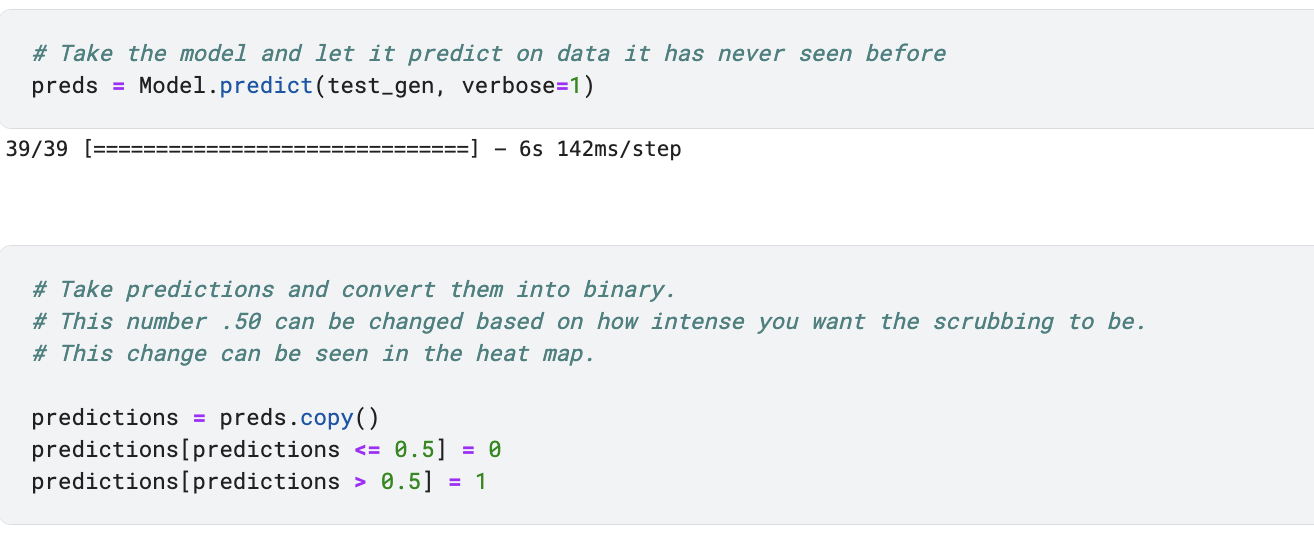 # Take the model and let it predict on data it has never seen before
preds = Model.predict(test_gen, verbose=1)
39/39 [==============================] – 6s 142ms/step
# Take predictions and convert them into binary.
# This number .50 can be changed based on how intense you want the scrubbing to be.
# This change can be seen in the heat map.
predictions = preds.copy()
predictions[predictions <= 0.5] = 0
predictions[predictions > 0.5] = 1